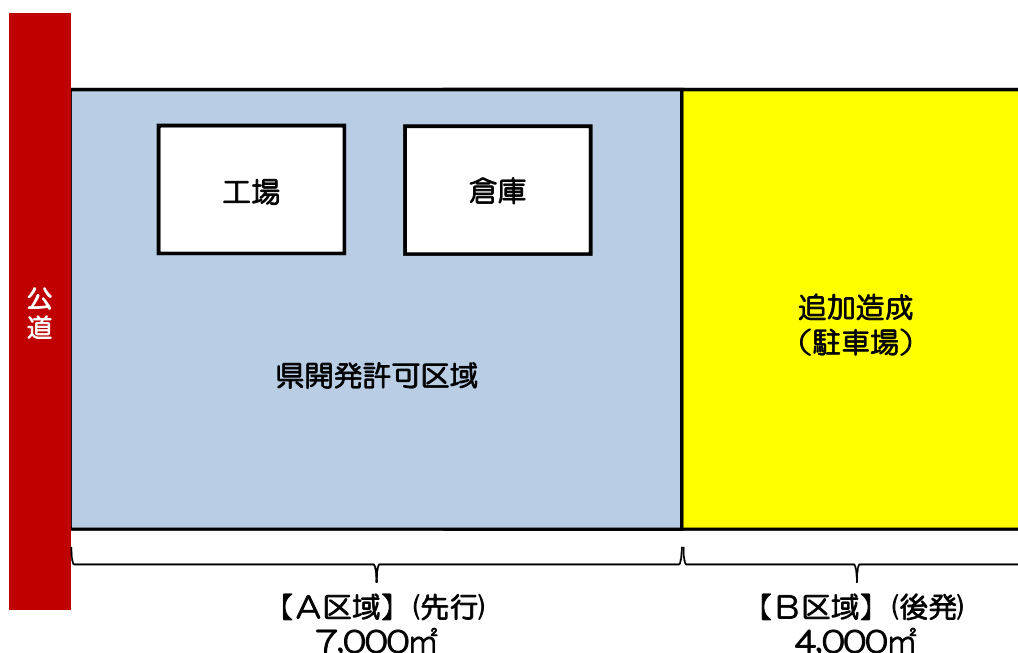 工場
倉庫
公道
追加造成
(駐車場)
県開発許可区域
【A区域】(先行)
7,000㎡
【B区域】(後発)
4,000㎡